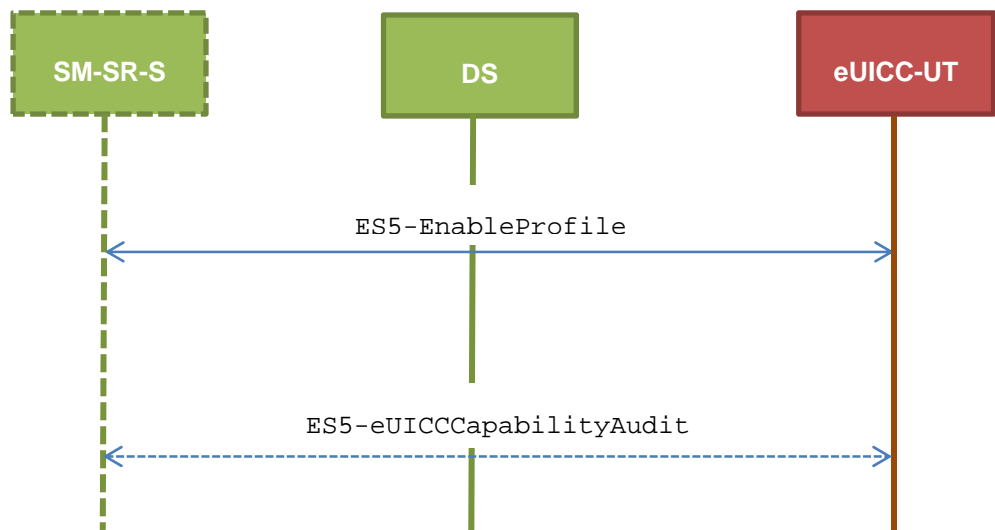 SM-SR-S
DS
eUICC-UT
ES5-EnableProfile
ES5-eUICCCapabilityAudit